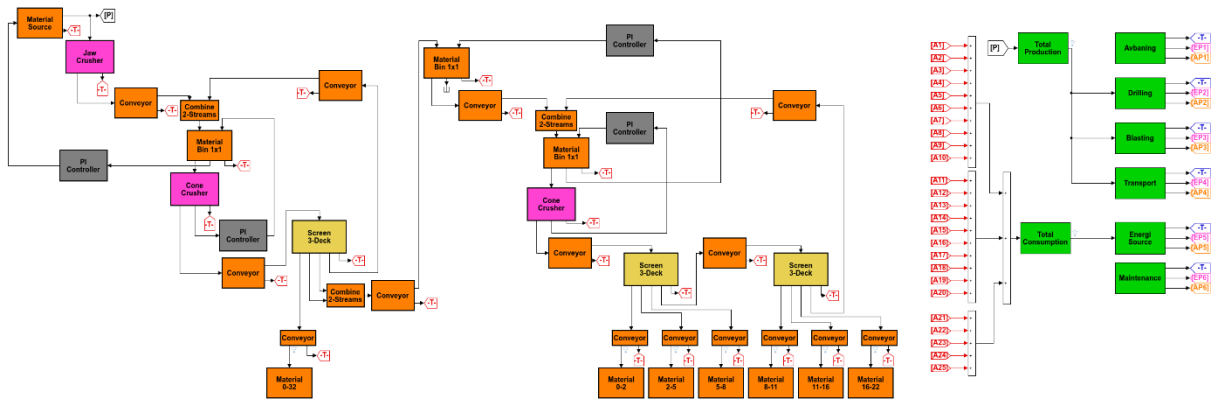 Material
Source
[P]
-T-
Jaw
Crusher
-T-
Conveyor
-T-
Combine
2-Streams
Conveyor
-T-
Material
Bin 1x1
-T-
PI
Controller
Cone
Crusher
-T-
PI
Controller
Screen
3-Deck
-T-
Conveyor
-T-
Combine
2-Streams
Conveyor
-T-
Conveyor
-T-
Material
0-32
Material
Bin 1x1
-T-
PI
Controller
Conveyor
-T-
Combine
2-Streams
PI
Controller
Conveyor
-T-
Material
Bin 1x1
-T-
Cone
Crusher
-T-
Conveyor
-T-
Screen
3-Deck
-T-
Conveyor
-T-
Screen
3-Deck
-T-
Conveyor
Conveyor
Conveyor
Conveyor
Conveyor
Conveyor
-T-
-T-
-T-
-T-
-T-
-T-
Material
0-2
Material
2-5
Material
5-8
Material
8-11
Material
11-16
Material
16-22
[A1]
[A2]
[A3]
[A4]
[A5]
[A6]
[A7]
[A8]
[A9]
[A10]
[A11]
[A12]
[A13]
[A14]
[A15]
[A16]
[A17]
[A18]
[A19]
[A20]
[A21]
[A22]
[A23]
[A24]
[A25]
[P]
Total
Production
Total
Consumption
Avbaning
-T-
[EP1]
[AP1]
Drilling
-T-
[EP2]
[AP2]
Blasting
-T-
[EP3]
[AP3]
Transport
-T-
[EP4]
[AP4]
Energi
Source
-T-
[EP5]
[AP5]
Maintenance
-T-
[EP6]
[AP6]